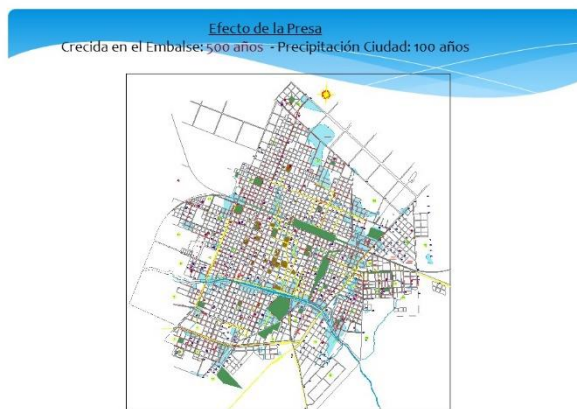 Efecto de la Presa
Crecida en el Embalse: 500 años - Precipitación Ciudad: 100 años